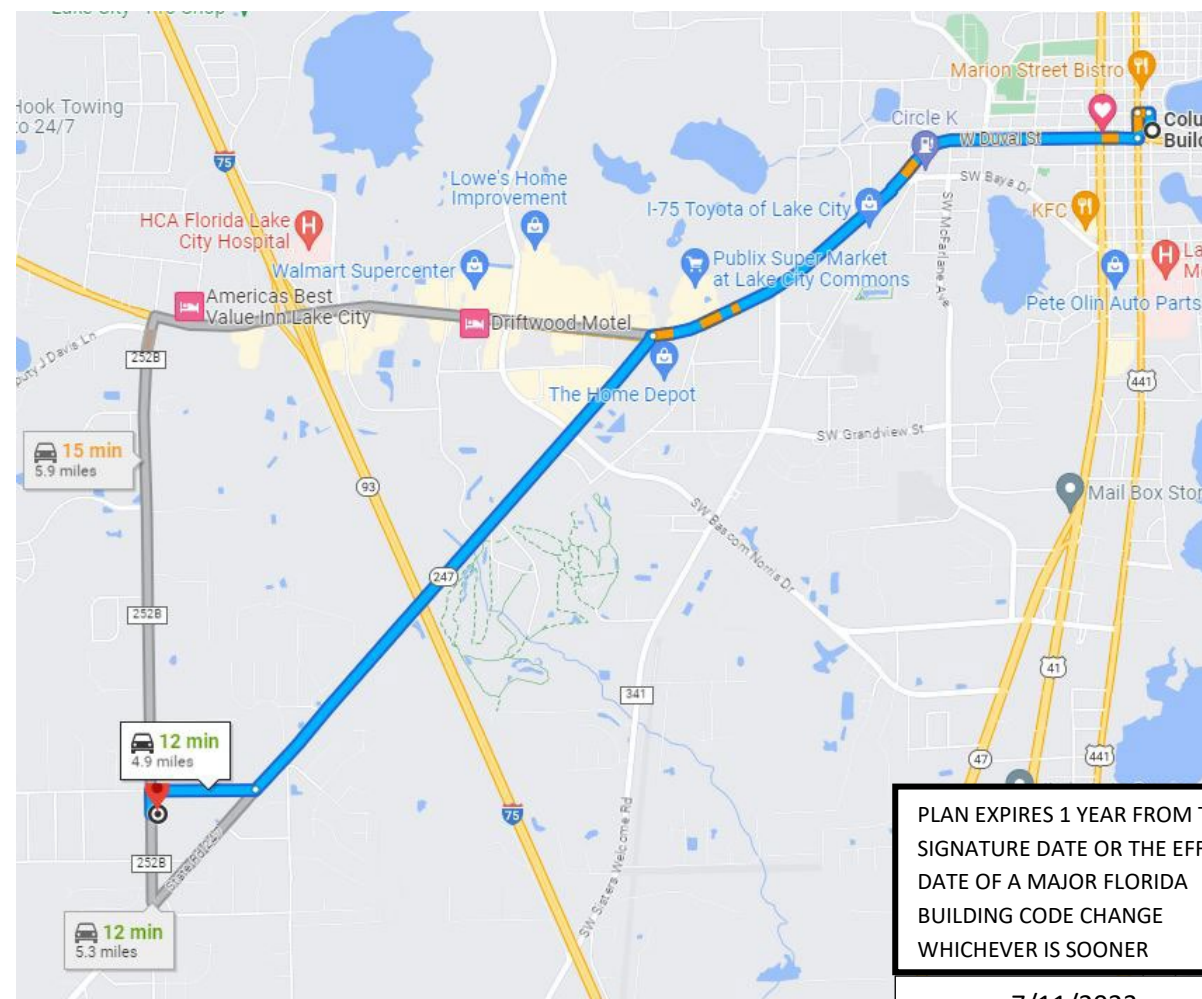 Hook Towing
to 24/7
75
HCA Florida Lake
City Hospital
H
Lowe's Home
Improvement
Walmart Supercenter
Americas Best
Value Inn Lake City
Driftwood Motel
I-75 Toyota of Lake City
Publix Super Market
at Lake City Commons
The Home Depot
Marion Street Bistro
Circle K
W Duval St
Colu
Build
SW Baya Dr
KFC
SW McFarlane Ave
H
La
M
Pete Olin Auto Parts
252B
441
SW Grandview St
15 min
5.9 miles
93
Mail Box Stor
SW Bascom Norris Dr
247
252B
341
41
12 min
4.9 miles
47
441
75
252B
SW Sisters Welcome Rd
12 min
5.3 miles
PLAN EXPIRES 1 YEAR FROM T
SIGNATURE DATE OR THE EFF
DATE OF A MAJOR FLORIDA
BUILDING CODE CHANGE
WHICHEVER IS SOONER